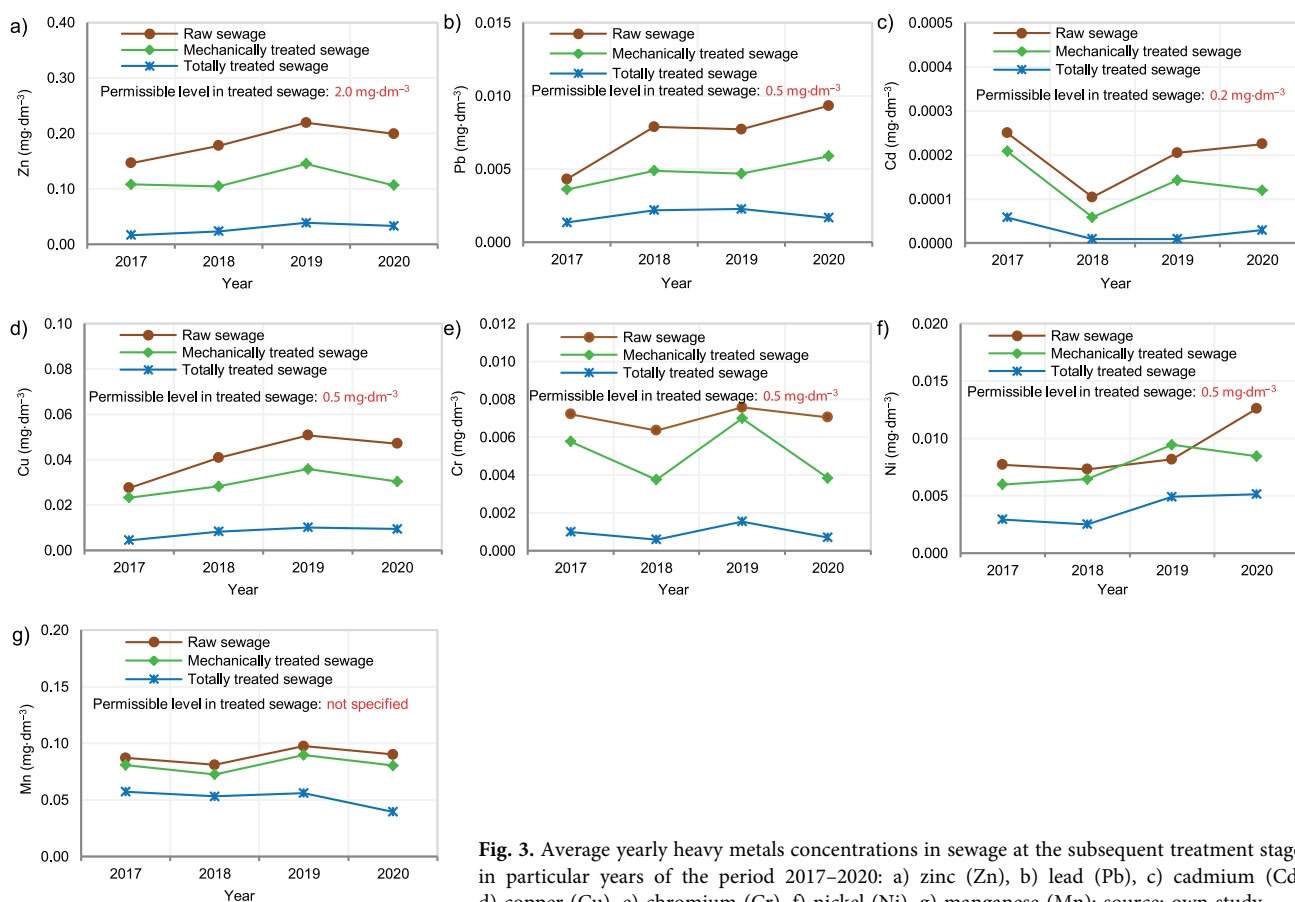 a)
0.40
0.30
0.20
0.10
0.00
Zn (mg·dm⁻³)
Raw sewage
Mechanically treated sewage
Totally treated sewage
Permissible level in treated sewage: 2.0 mg·dm⁻³
2017 2018 2019 2020
Year
b)
0.015
0.010
0.005
0.000
Pb (mg·dm⁻³)
Raw sewage
Mechanically treated sewage
Totally treated sewage
Permissible level in treated sewage: 0.5 mg·dm⁻³
2017 2018 2019 2020
Year
c)
0.0005
0.0004
0.0003
0.0002
0.0001
0.0000
Cd (mg·dm⁻³)
Raw sewage
Mechanically treated sewage
Totally treated sewage
Permissible level in treated sewage: 0.2 mg·dm⁻³
2017 2018 2019 2020
Year
d)
0.10
0.08
0.06
0.04
0.02
0.00
Cu (mg·dm⁻³)
Raw sewage
Mechanically treated sewage
Totally treated sewage
Permissible level in treated sewage: 0.5 mg·dm⁻³
2017 2018 2019 2020
Year
e)
0.012
0.010
0.008
0.006
0.004
0.002
0.000
Cr (mg·dm⁻³)
Raw sewage
Mechanically treated sewage
Totally treated sewage
Permissible level in treated sewage: 0.5 mg·dm⁻³
2017 2018 2019 2020
Year
f)
0.020
0.015
0.010
0.005
0.000
Ni (mg·dm⁻³)
Raw sewage
Mechanically treated sewage
Totally treated sewage
Permissible level in treated sewage: 0.5 mg·dm⁻³
2017 2018 2019 2020
Year
g)
0.20
0.15
0.10
0.05
0.00
Mn (mg·dm⁻³)
Raw sewage
Mechanically treated sewage
Totally treated sewage
Permissible level in treated sewage: not specified
2017 2018 2019 2020
Year
Fig. 3. Average yearly heavy metals concentrations in sewage at the subsequent treatment stage
in particular years of the period 2017–2020: a) zinc (Zn), b) lead (Pb), c) cadmium (Cd
d) copper (Cu), e) chromium (Cr), f) nickel (Ni), g) manganese (Mn); source: own study